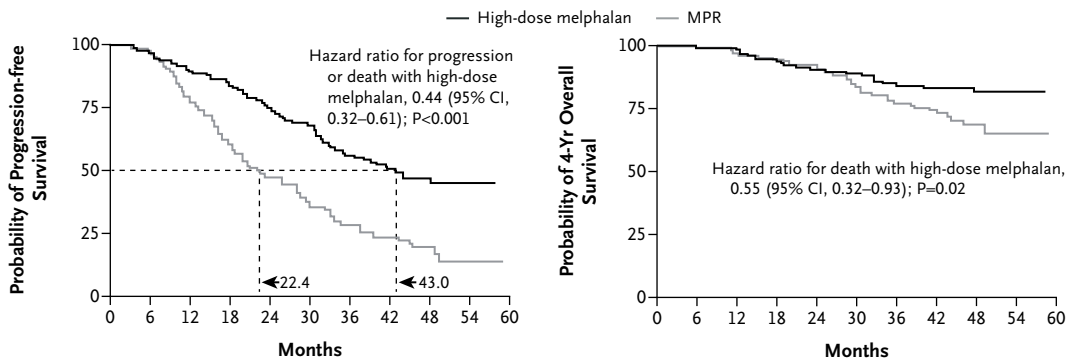 High-dose melphalan MPR
Probability of Progression-free
Survival
100
75
50
25
0
Hazard ratio for progression
or death with high-dose
melphalan, 0.44 (95% CI,
0.32–0.61); P<0.001
22.4
43.0
0 6 12 18 24 30 36 42 48 54 60
Months
Probability of 4-Yr Overall
Survival
100
75
50
25
0
Hazard ratio for death with high-dose melphalan,
0.55 (95% CI, 0.32–0.93); P=0.02
0 6 12 18 24 30 36 42 48 54 60
Months